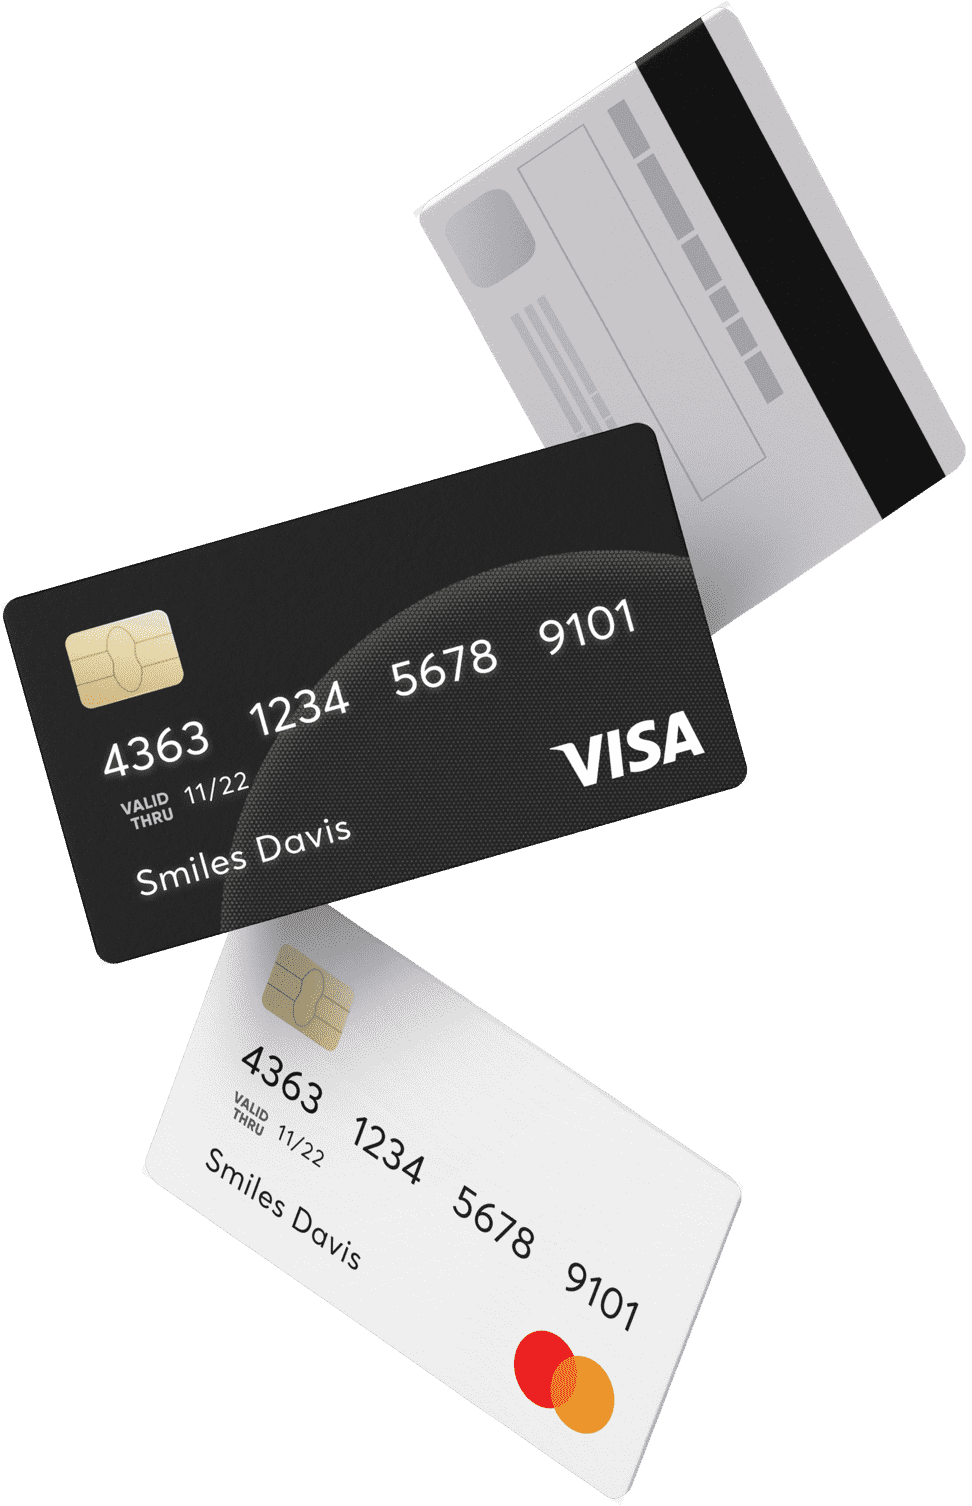 4363 1234 5678 9101
VALID
THRU
11/22
Smiles Davis
VISA
4363 1234 5678 9101
VALID
THRU
11/22
Smiles Davis